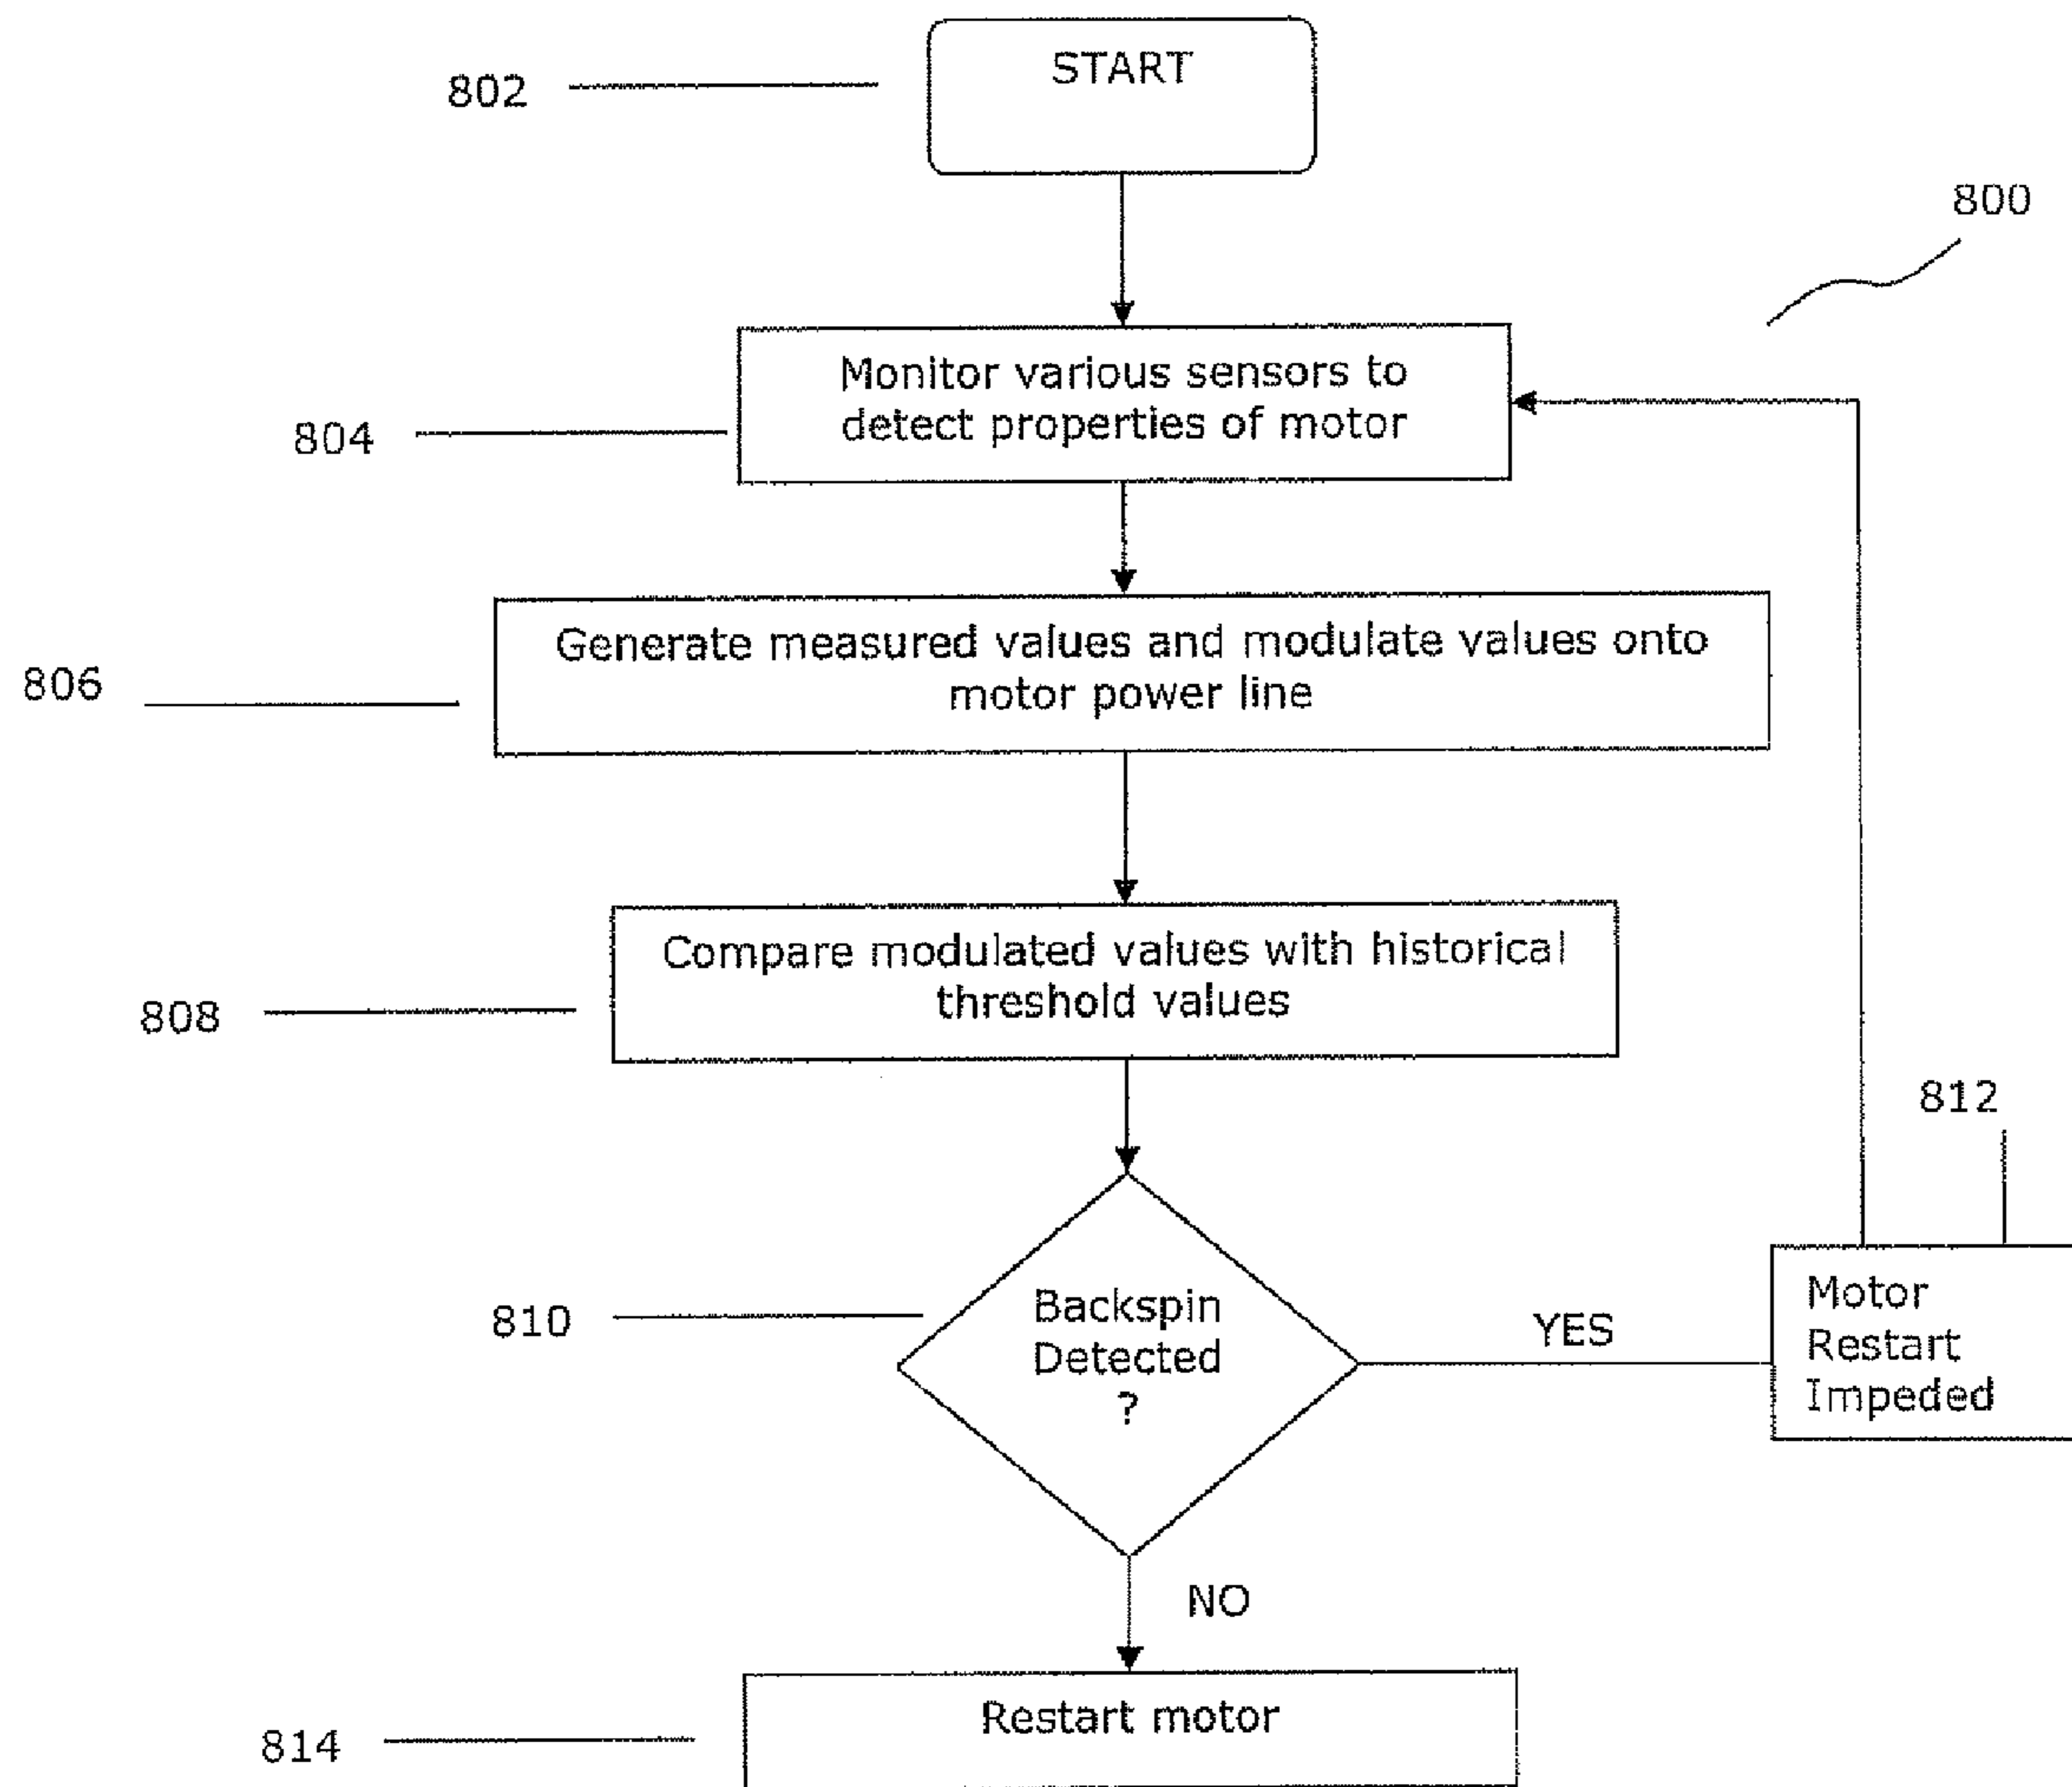 START
802
800
Monitor various sensors to
detect properties of motor
804
Generate measured values and modulate values onto
motor power line
806
Compare modulated values with historical
threshold values
808
812
Backspin
Detected
?
810
YES
Motor
Restart
Impeded
NO
Restart motor
814